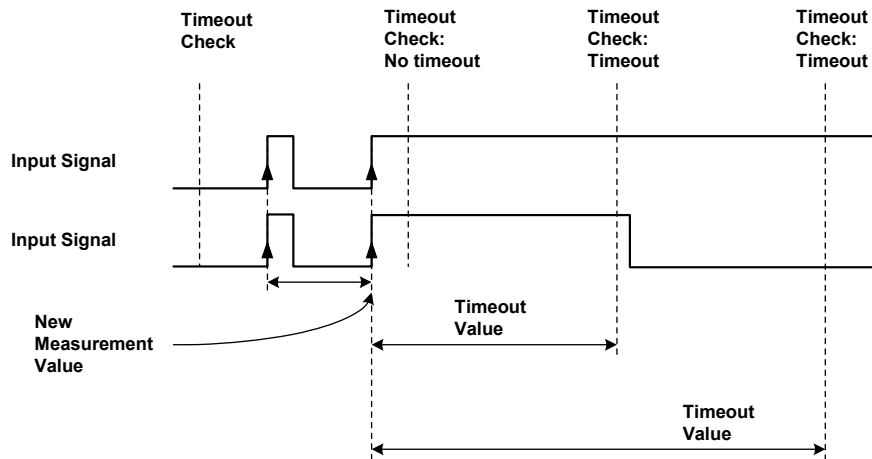 Timeout
Check
Timeout
Check:
No timeout
Timeout
Check:
Timeout
Timeout
Check:
Timeout
Input Signal
Input Signal
New
Measurement
Value
Timeout
Value
Timeout
Value